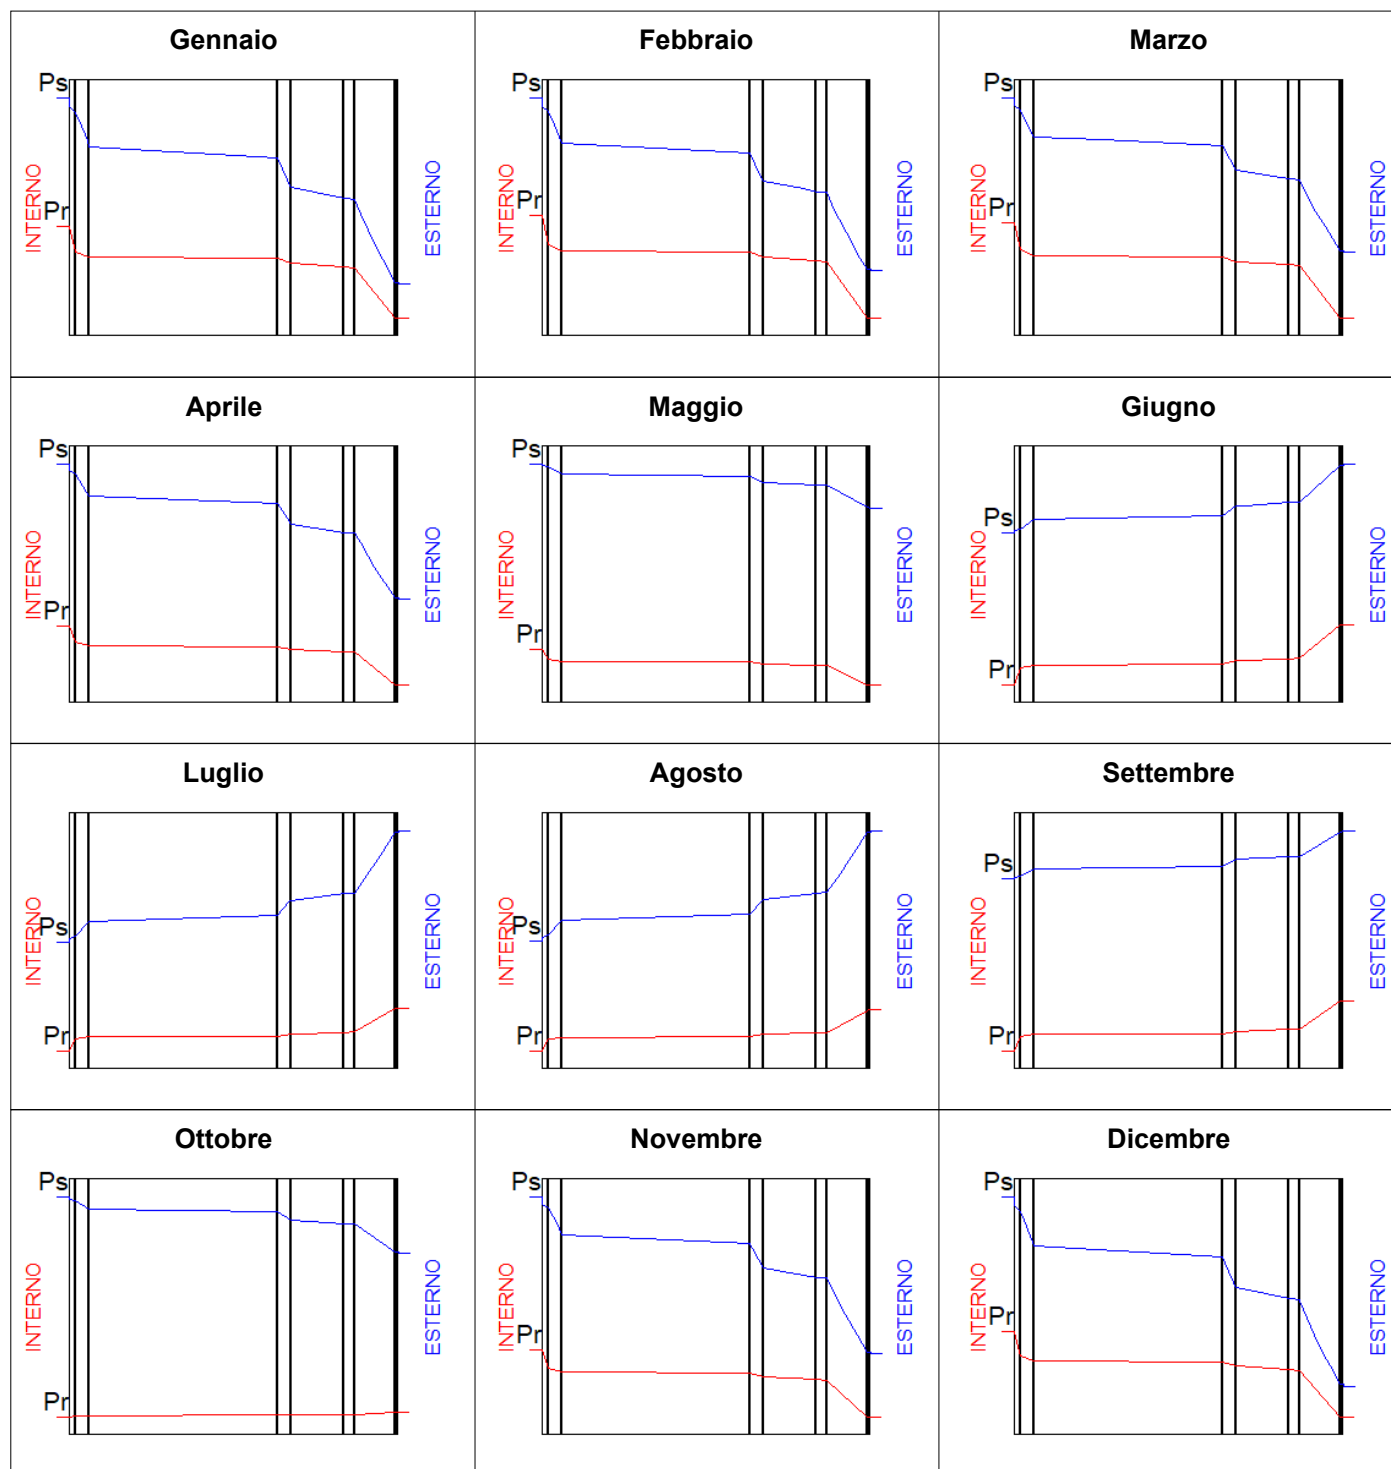 Gennaio
Ps
Pr
INTERNO
ESTERNO
Febbraio
Ps
Pr
INTERNO
ESTERNO
Marzo
Ps
Pr
INTERNO
ESTERNO
Aprile
Ps
Pr
INTERNO
ESTERNO
Maggio
Ps
Pr
INTERNO
ESTERNO
Giugno
Ps
Pr
INTERNO
ESTERNO
Luglio
Ps
Pr
INTERNO
ESTERNO
Agosto
Ps
Pr
INTERNO
ESTERNO
Settembre
Ps
Pr
INTERNO
ESTERNO
Ottobre
Ps
Pr
INTERNO
ESTERNO
Novembre
Ps
Pr
INTERNO
ESTERNO
Dicembre
Ps
Pr
INTERNO
ESTERNO